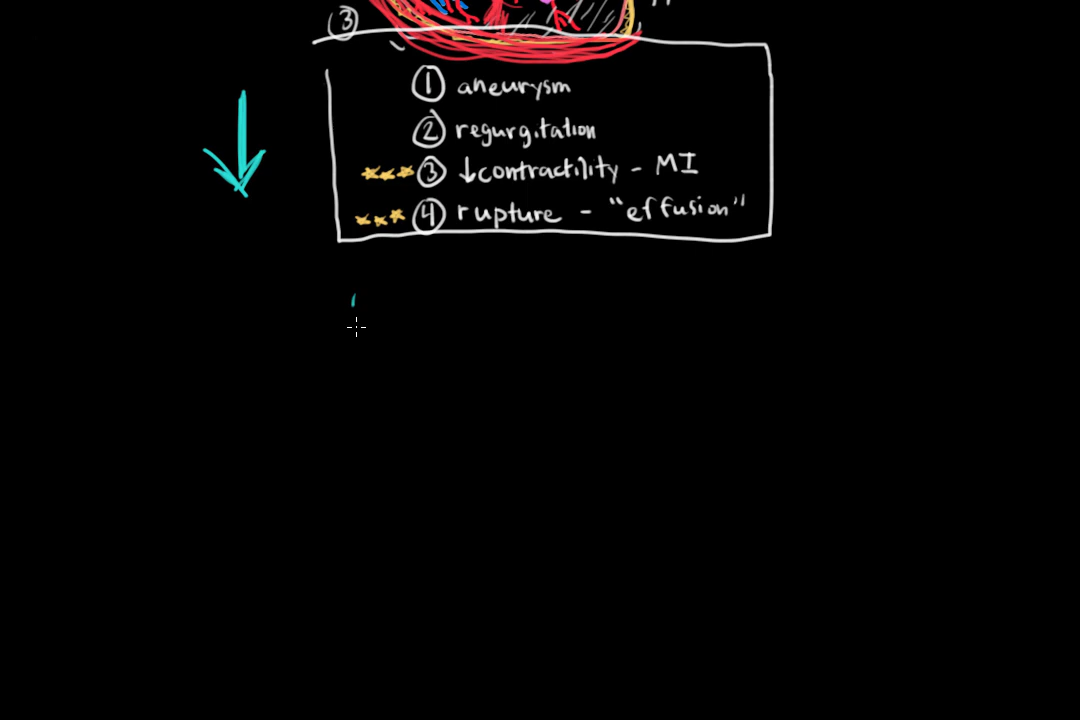 ③
① aneurysm
② regurgitation
★★★③ ↓contractility - MI
★★★④ rupture - "effusion"